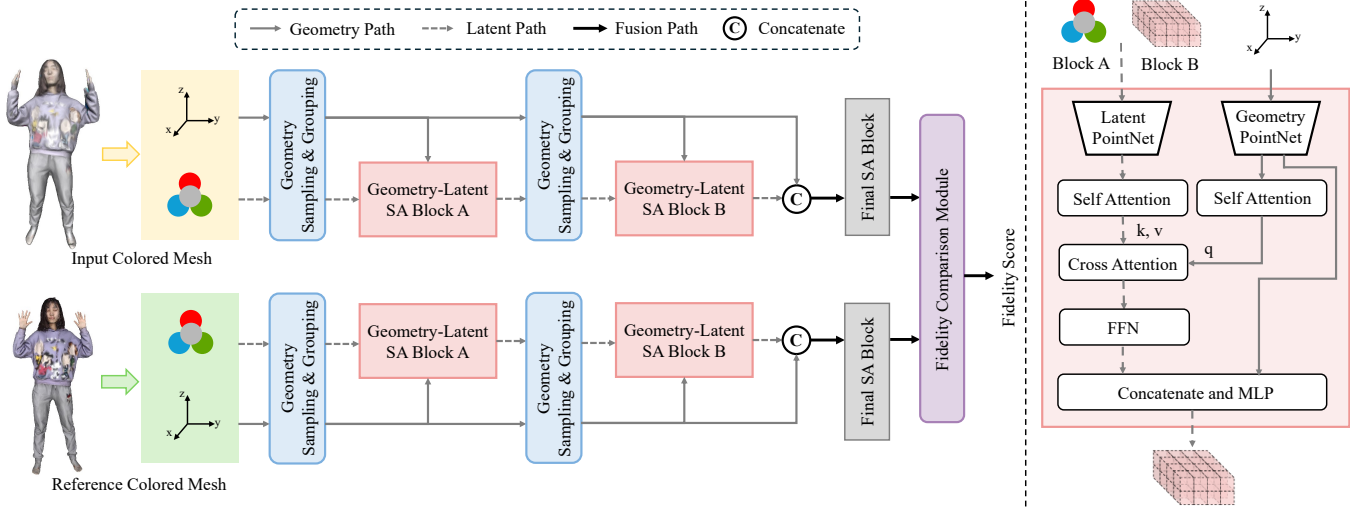 Geometry Path
Latent Path
Fusion Path
C
Concatenate
Input Colored Mesh
z
x
y
Geometry
Sampling & Grouping
Geometry-Latent
SA Block A
Geometry
Sampling & Grouping
Geometry-Latent
SA Block B
C
Final SA Block
Reference Colored Mesh
z
x
y
Geometry
Sampling & Grouping
Geometry-Latent
SA Block A
Geometry
Sampling & Grouping
Geometry-Latent
SA Block B
C
Final SA Block
Fidelity Comparison Module
Fidelity Score
Block A
Block B
z
x
y
Latent
PointNet
Geometry
PointNet
Self Attention
Self Attention
k, v
q
Cross Attention
FFN
Concatenate and MLP